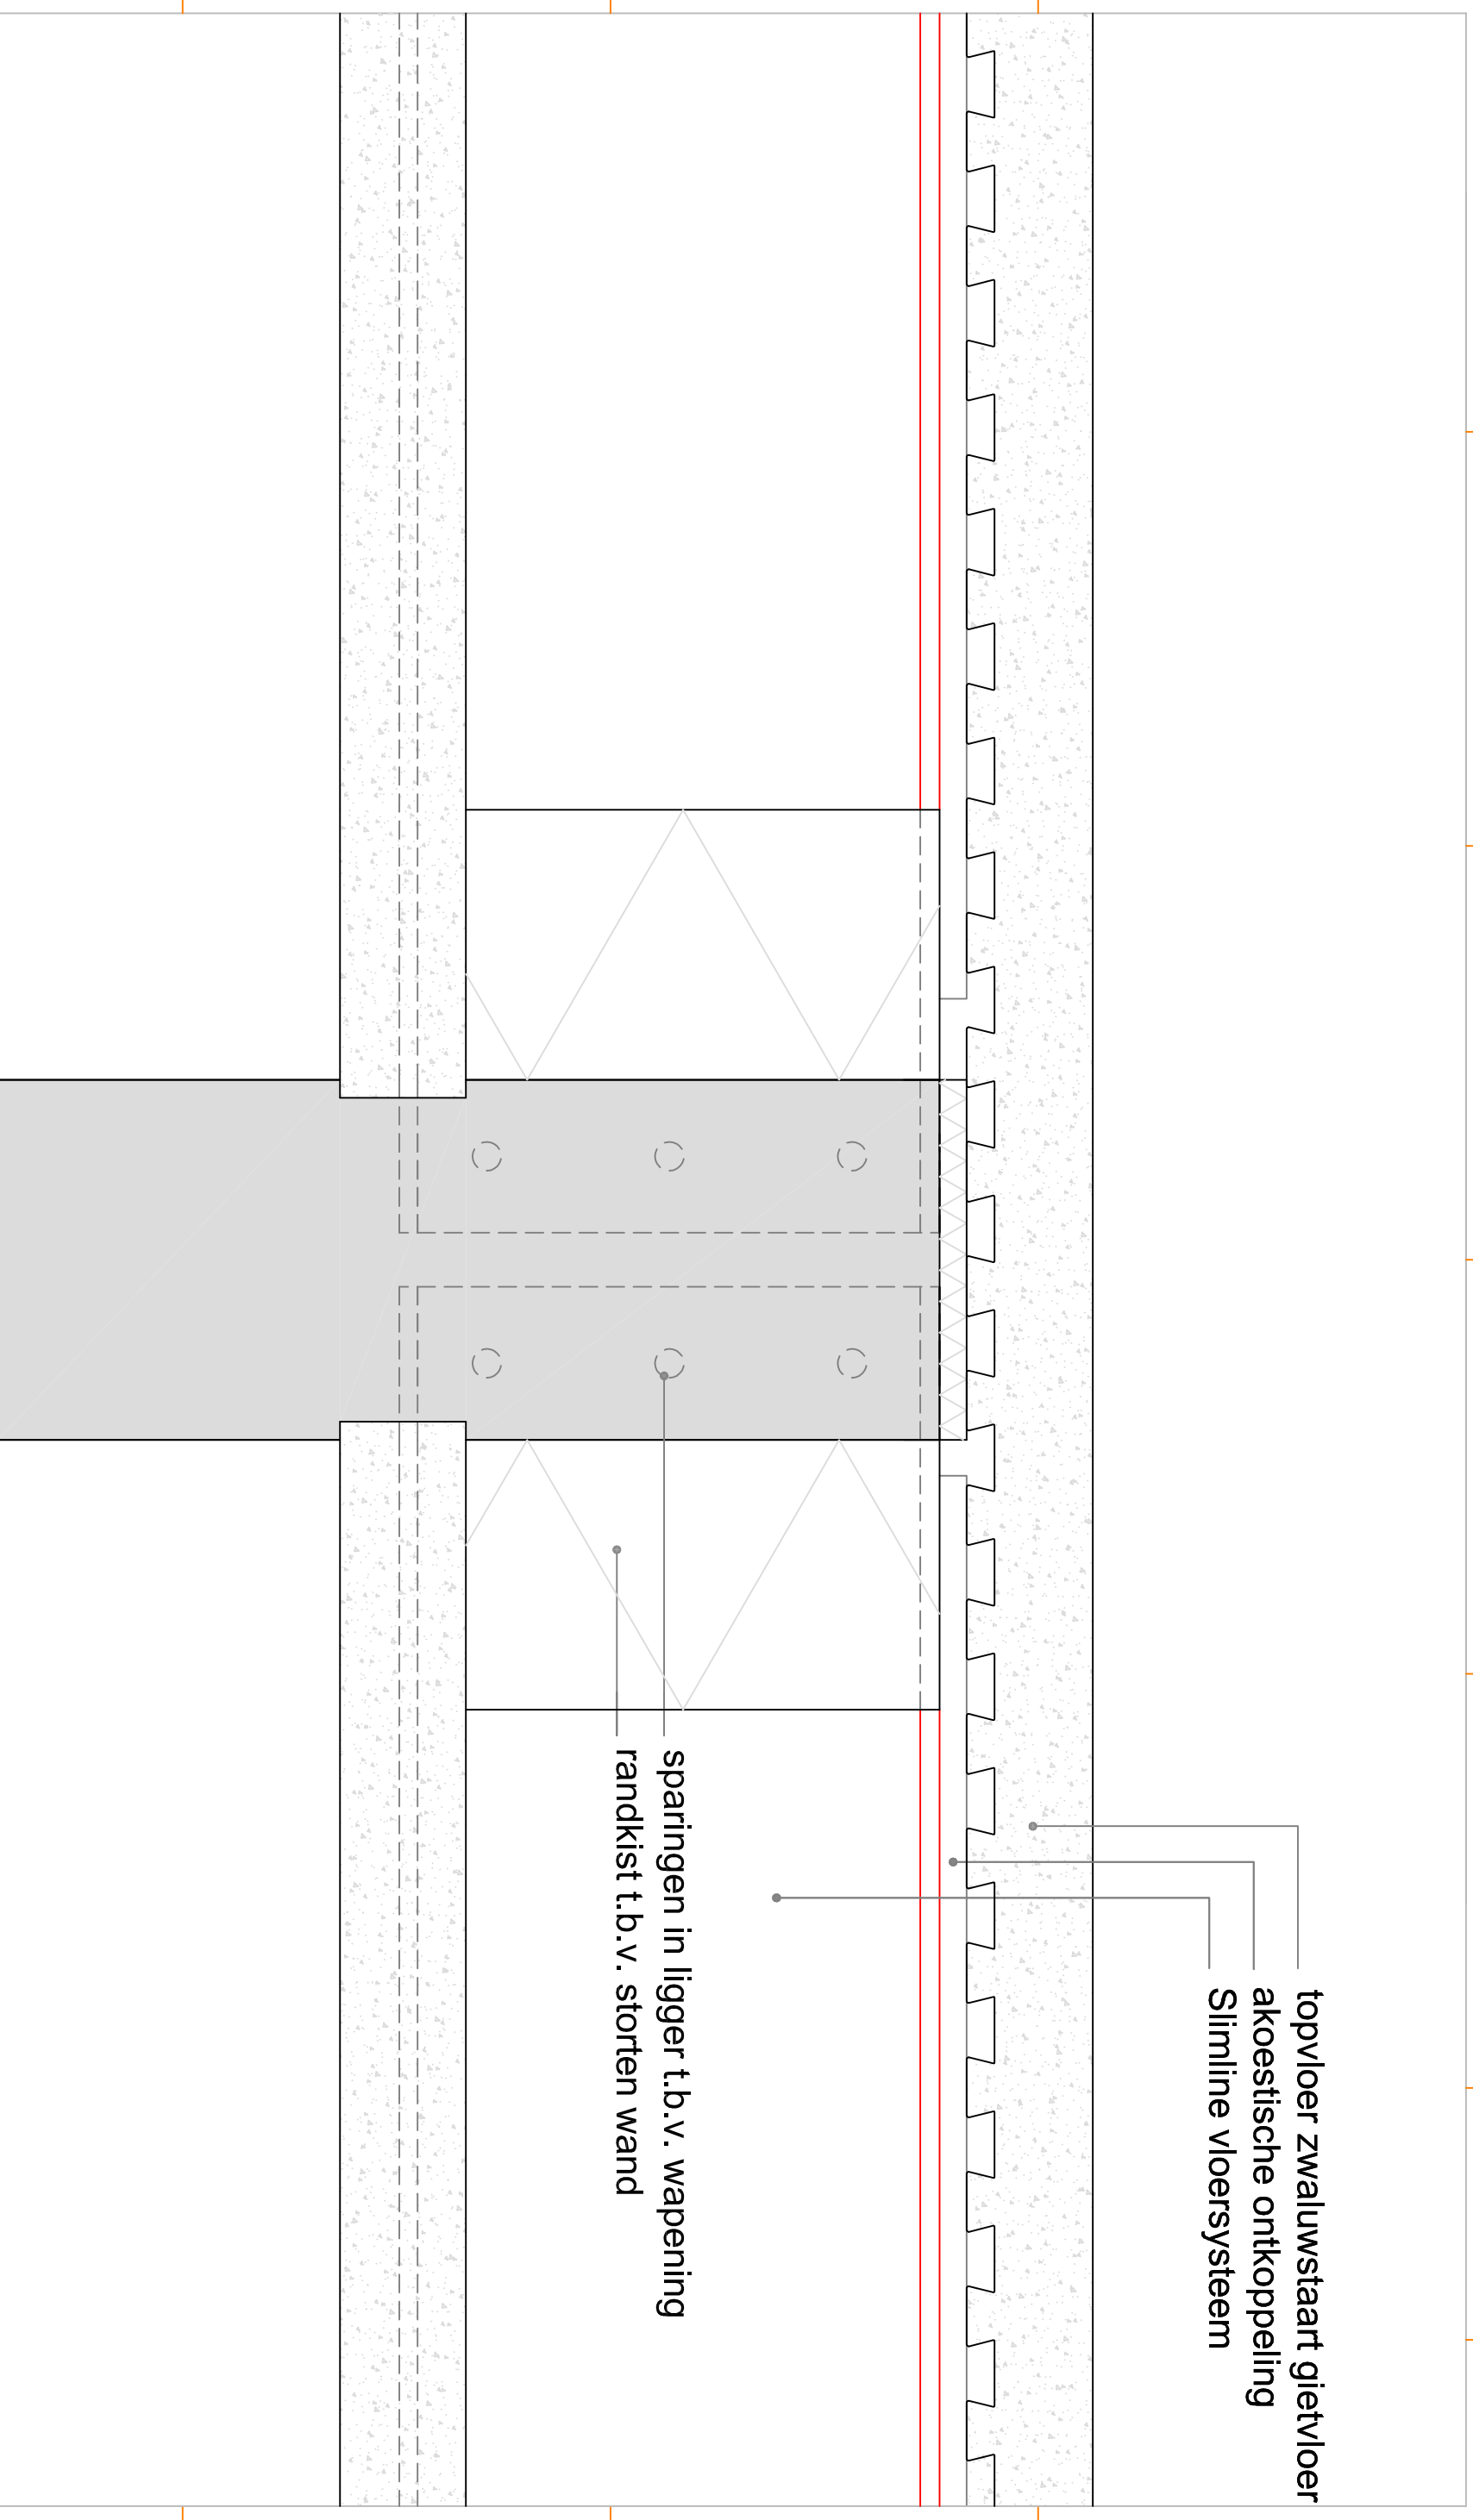 topvloer zwaluwstaart gietvloer
akoestische ontkoppeling
Slimline vloersysteem
sparingen in ligger t.b.v. wapening
randkist t.b.v. storten wand